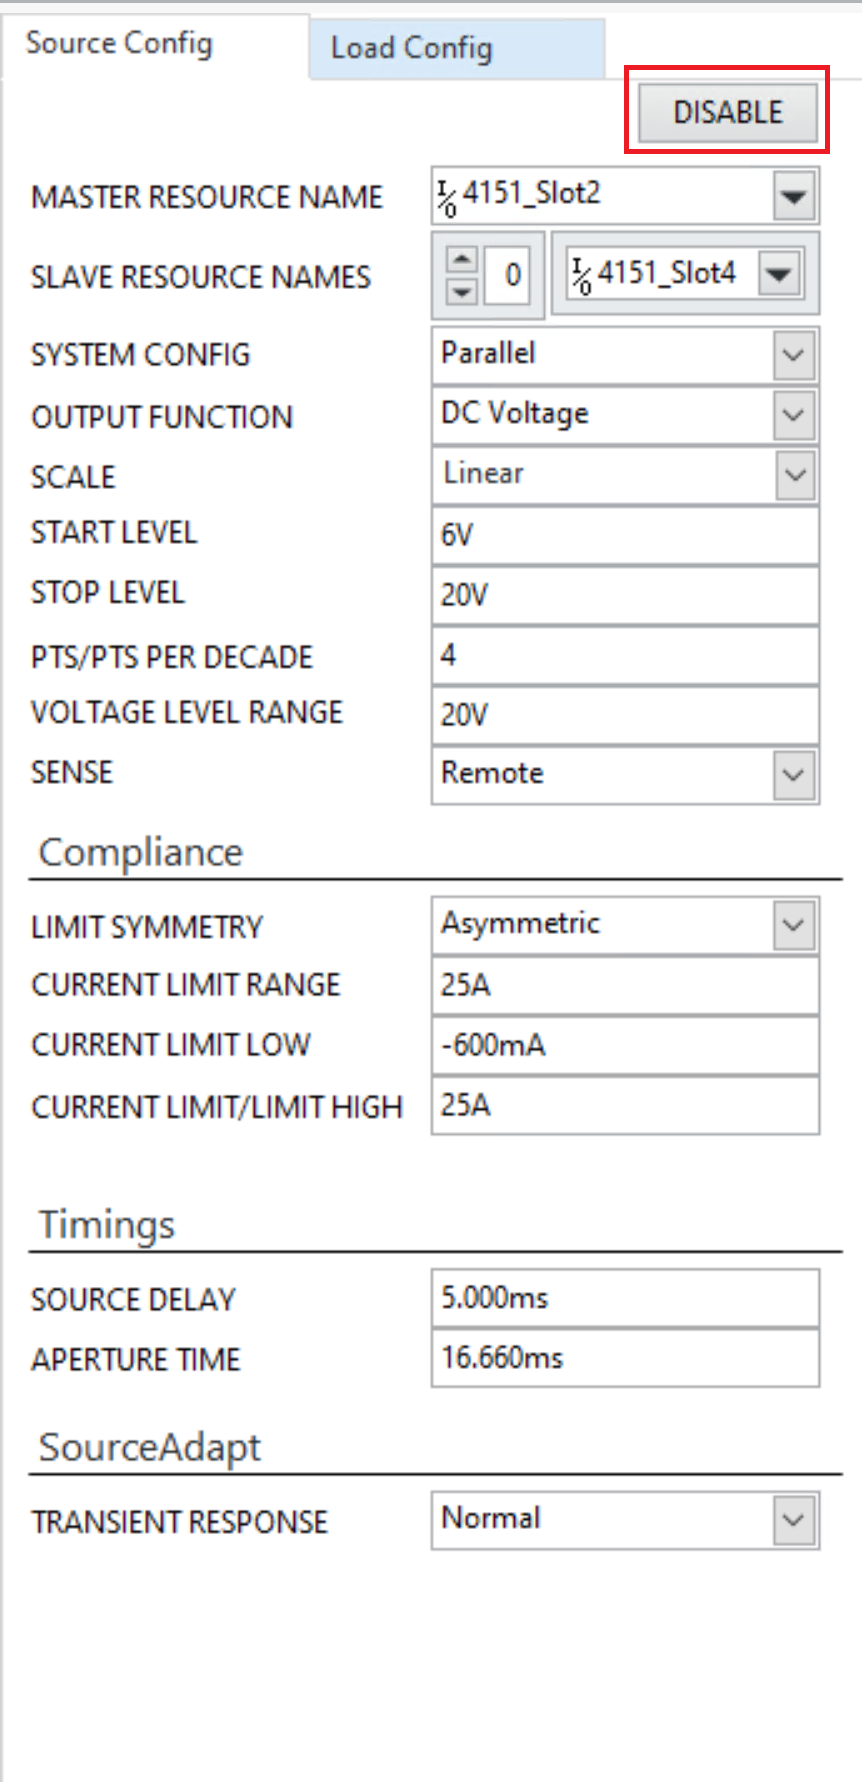 Source Config Load Config
DISABLE
MASTER RESOURCE NAME I/O 4151_Slot2
SLAVE RESOURCE NAMES 0 I/O 4151_Slot4
SYSTEM CONFIG Parallel
OUTPUT FUNCTION DC Voltage
SCALE Linear
START LEVEL 6V
STOP LEVEL 20V
PTS/PTS PER DECADE 4
VOLTAGE LEVEL RANGE 20V
SENSE Remote
Compliance
LIMIT SYMMETRY Asymmetric
CURRENT LIMIT RANGE 25A
CURRENT LIMIT LOW -600mA
CURRENT LIMIT/LIMIT HIGH 25A
Timings
SOURCE DELAY 5.000ms
APERTURE TIME 16.660ms
SourceAdapt
TRANSIENT RESPONSE Normal